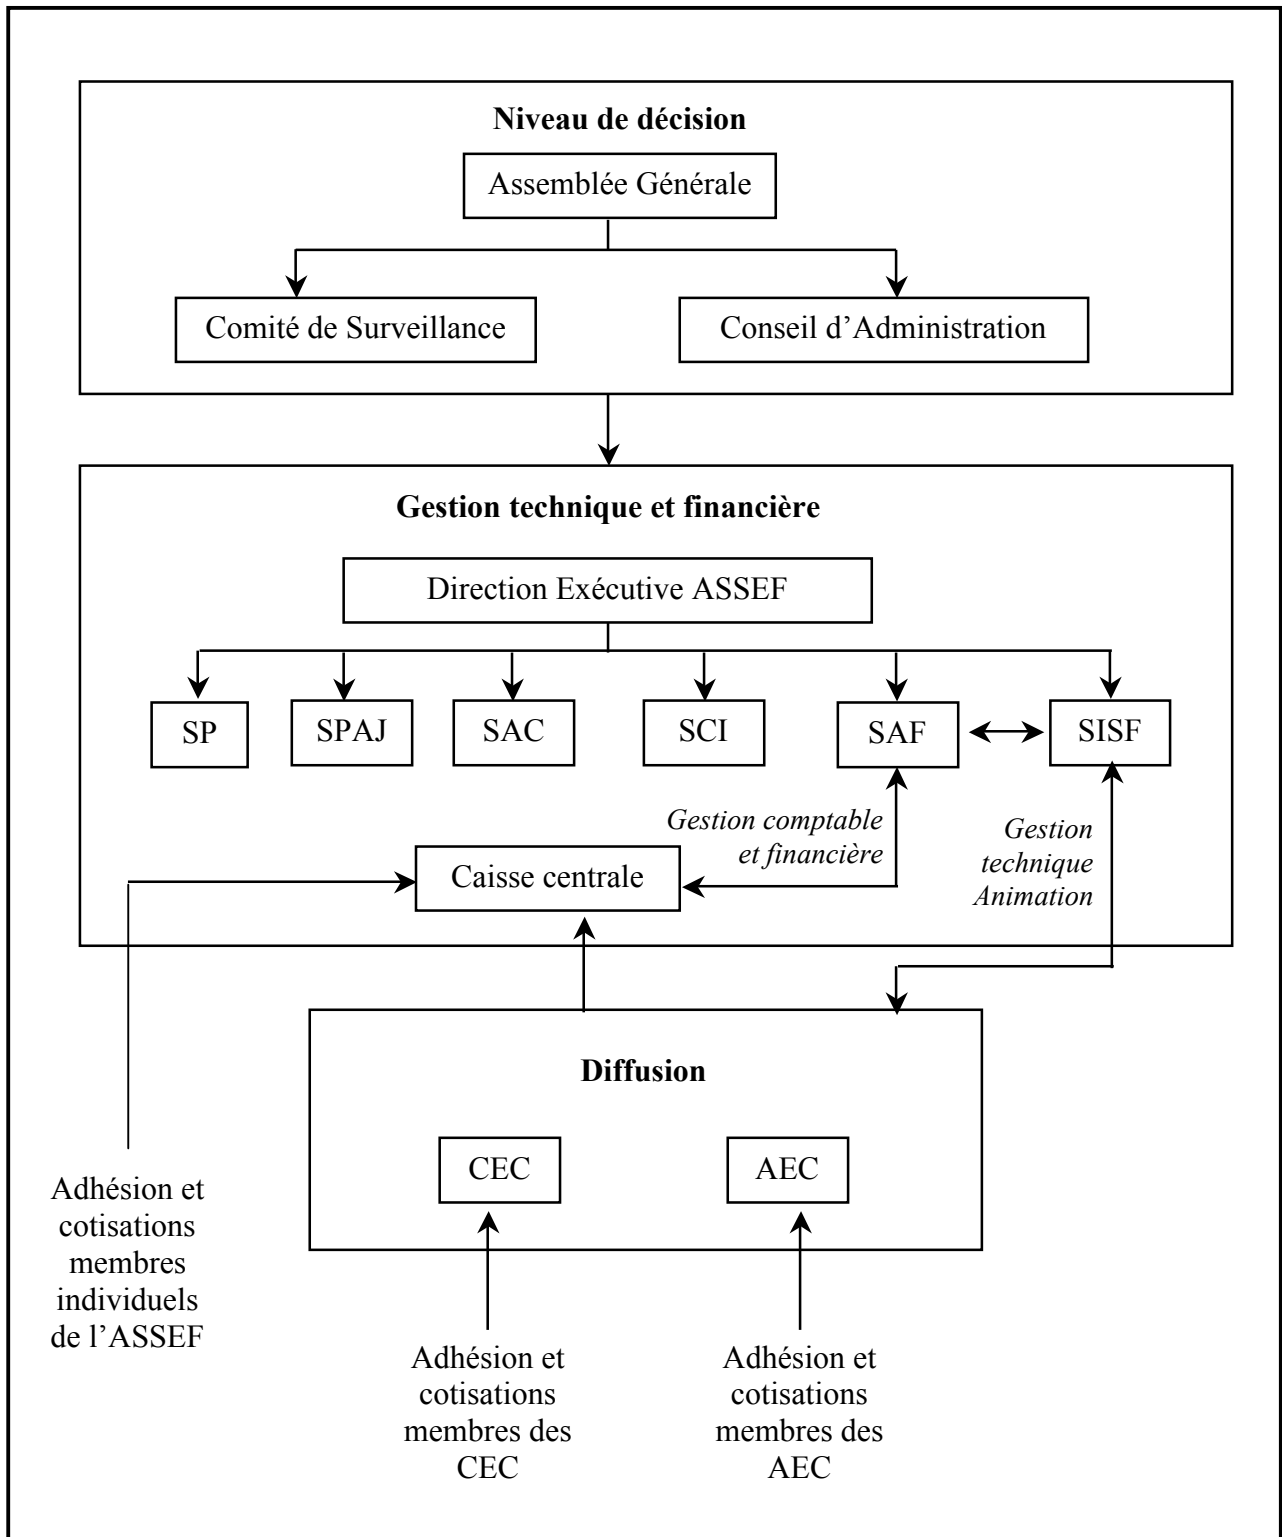 Niveau de décision
Assemblée Générale
Comité de Surveillance
Conseil d’Administration
Gestion technique et financière
Direction Exécutive ASSEF
SP
SPAJ
SAC
SCI
SAF
SISF
Gestion comptable
et financière
Gestion
technique
Animation
Caisse centrale
Diffusion
CEC
AEC
Adhésion et
cotisations
membres
individuels
de l’ASSEF
Adhésion et
cotisations
membres des
CEC
Adhésion et
cotisations
membres des
AEC